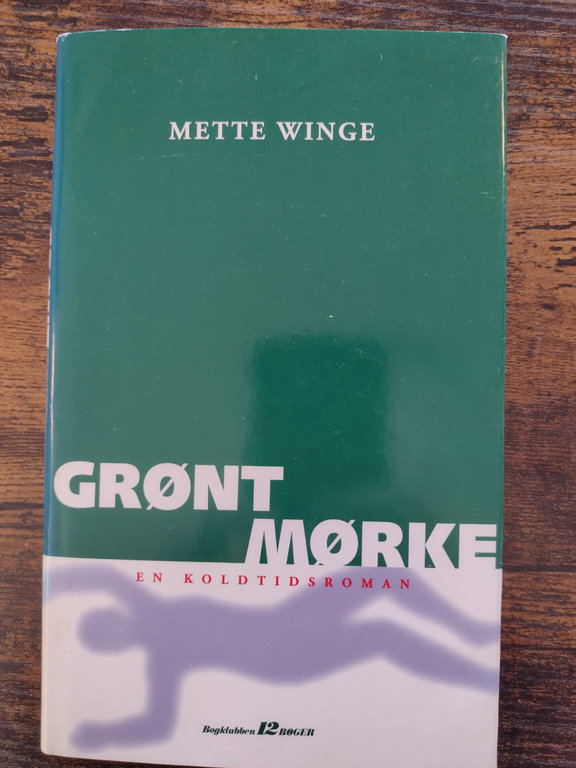 METTE WINGE
GRØNT
MØRKE
EN KOLDTIDSROMAN
Bogklubben 12 BØGER